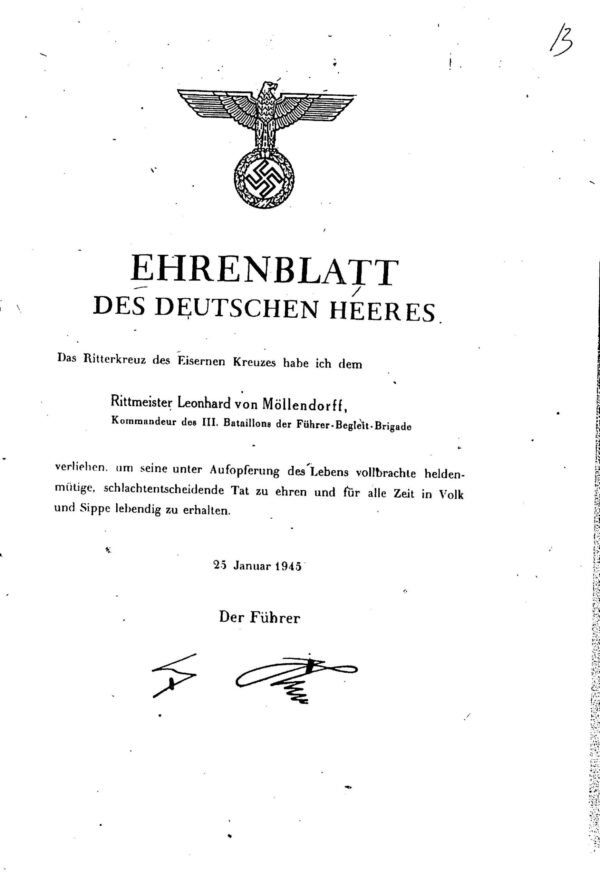 13
EHRENBLATT
DES DEUTSCHEN HEERES
Das Ritterkreuz des Eisernen Kreuzes habe ich dem
Rittmeister Leonhard von Möllendorff,
Kommandeur des III. Bataillons der Führer-Begleit-Brigade
verliehen, um seine unter Aufopferung des Lebens vollbrachte helden-
mütige, schlachtentscheidende Tat zu ehren und für alle Zeit in Volk
und Sippe lebendig zu erhalten.
25 Januar 1945
Der Führer